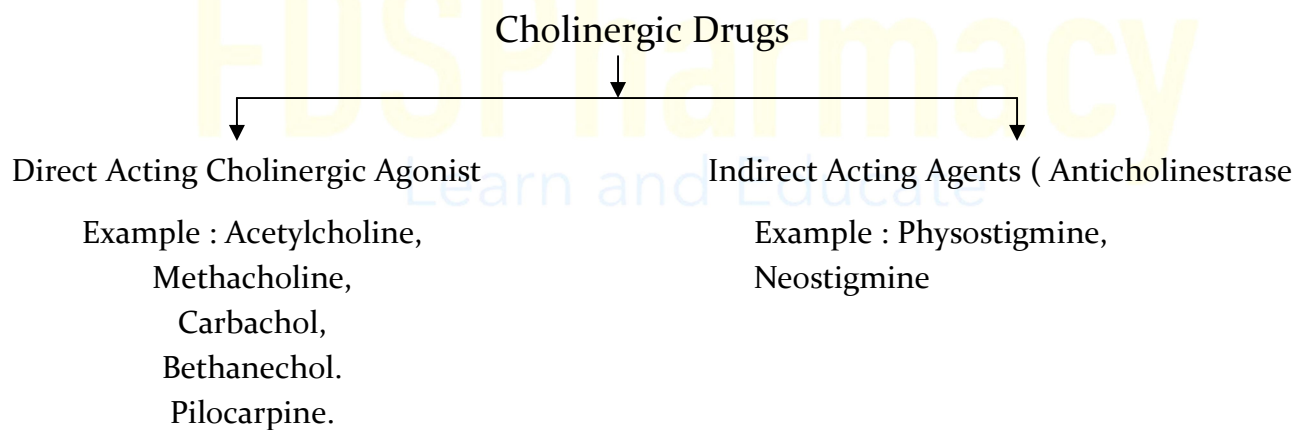 FDSPharmacy
Learn and Educate
Cholinergic Drugs
Direct Acting Cholinergic Agonist
Indirect Acting Agents ( Anticholinestrase
Example : Acetylcholine,
Methacholine,
Carbachol,
Bethanechol.
Pilocarpine.
Example : Physostigmine,
Neostigmine